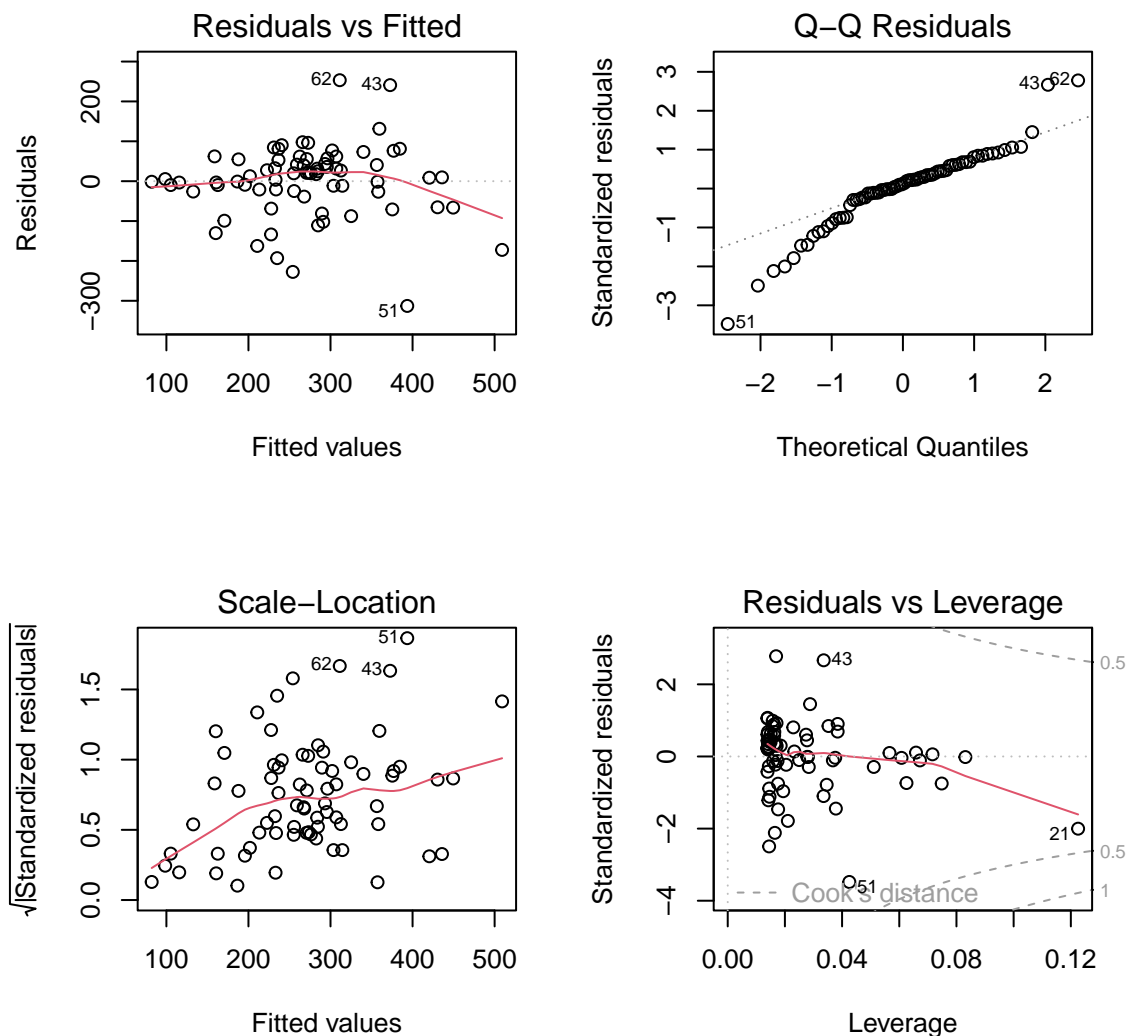 Residuals vs Fitted
Residuals
200
0
−300
62
43
51
100 200 300 400 500
Fitted values
Q−Q Residuals
Standardized residuals
3
2
1
−1
−3
43
62
51
−2 −1 0 1 2
Theoretical Quantiles
Scale−Location
√|Standardized residuals|
1.5
1.0
0.5
0.0
51
62
43
100 200 300 400 500
Fitted values
Residuals vs Leverage
Standardized residuals
2
0
−2
−4
43
21
51
0.5
0.5
1
Cook's distance
0.00 0.04 0.08 0.12
Leverage